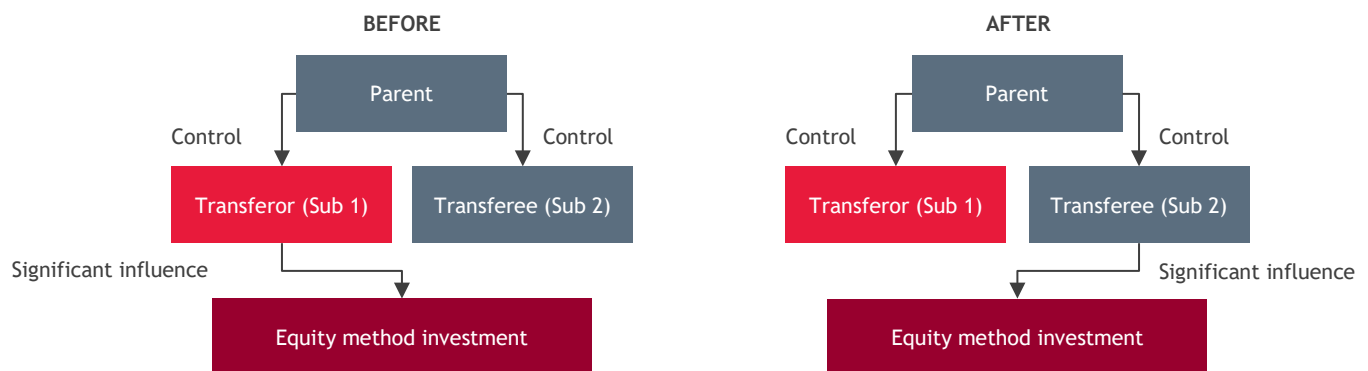 BEFORE
Parent
Control
Control
Transferor (Sub 1)
Transferee (Sub 2)
Significant influence
Equity method investment
AFTER
Parent
Control
Control
Transferor (Sub 1)
Transferee (Sub 2)
Significant influence
Equity method investment